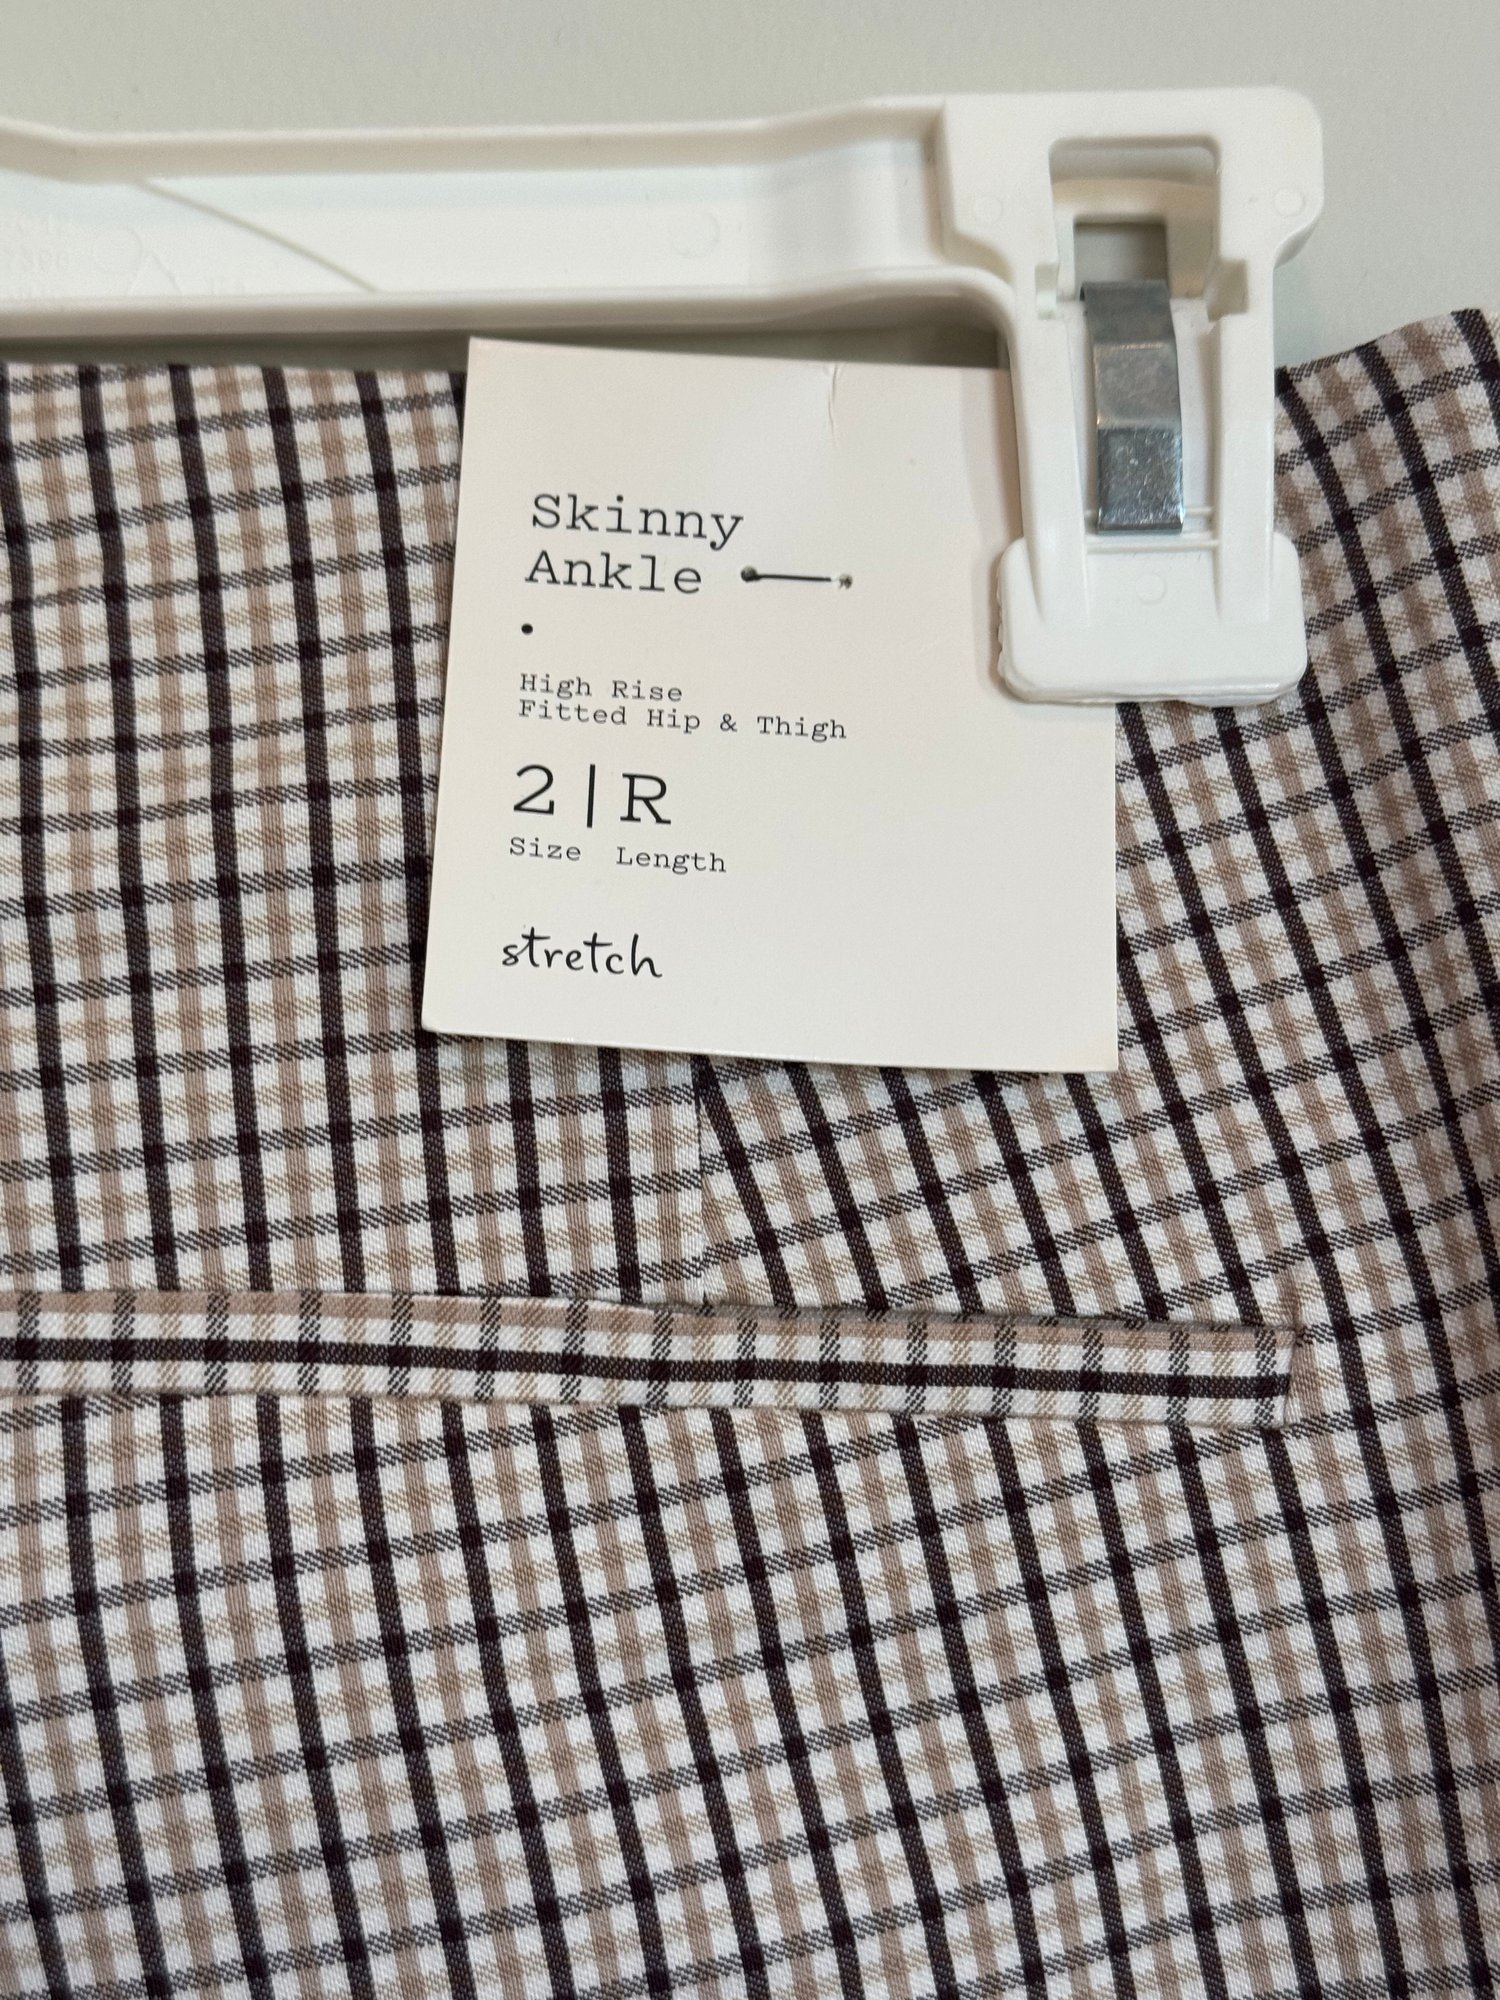 Skinny
Ankle
High Rise
Fitted Hip & Thigh
2 | R
Size Length
stretch